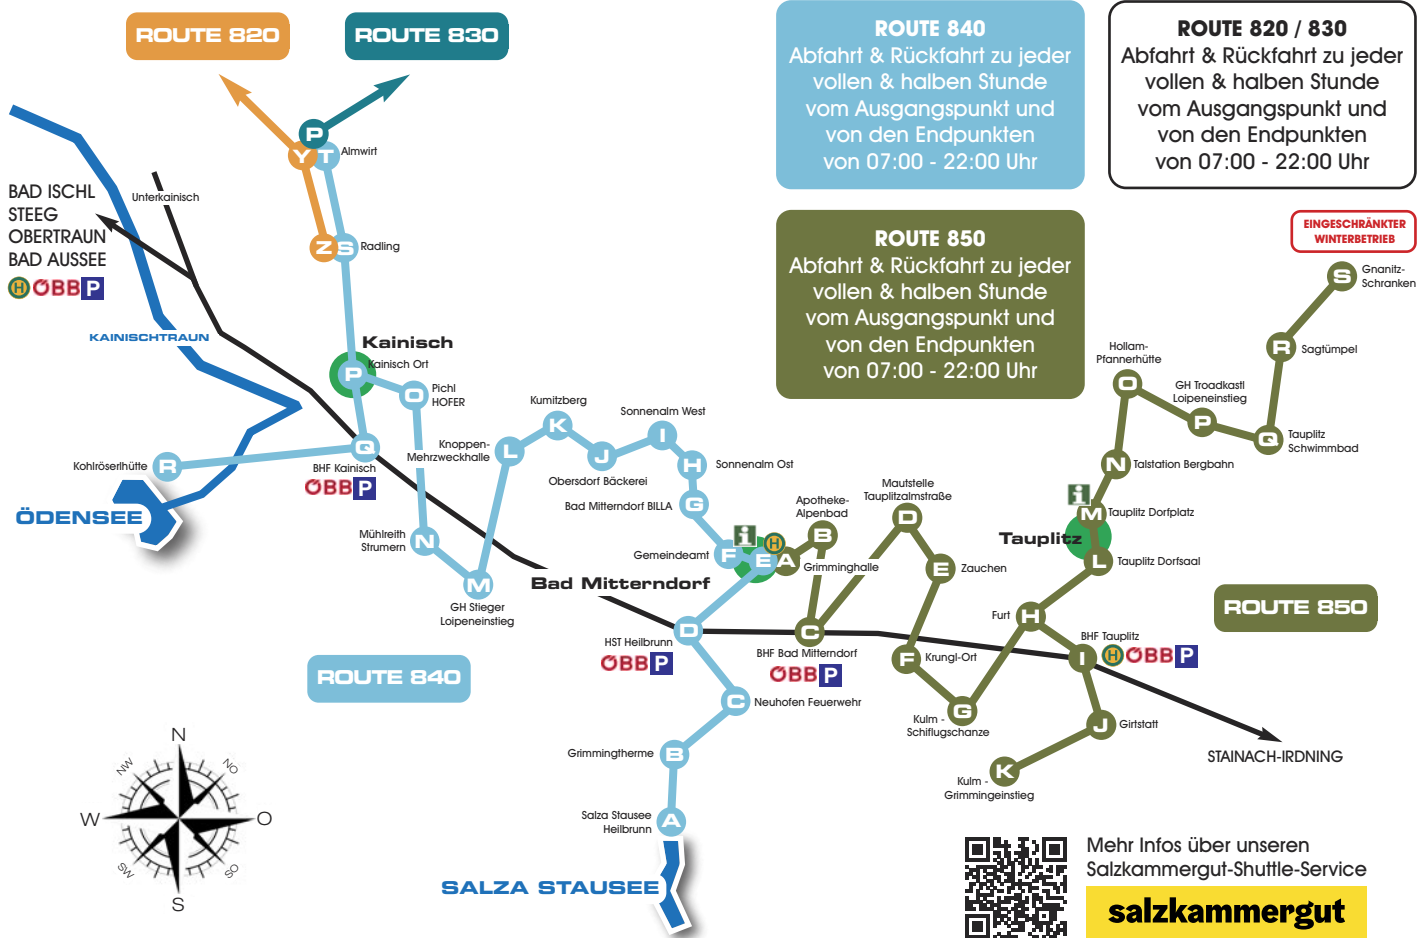 ROUTE 820
ROUTE 830
ROUTE 840
Abfahrt & Rückfahrt zu jeder
vollen & halben Stunde
vom Ausgangspunkt und
von den Endpunkten
von 07:00 - 22:00 Uhr
ROUTE 820 / 830
Abfahrt & Rückfahrt zu jeder
vollen & halben Stunde
vom Ausgangspunkt und
von den Endpunkten
von 07:00 - 22:00 Uhr
ROUTE 850
Abfahrt & Rückfahrt zu jeder
vollen & halben Stunde
vom Ausgangspunkt und
von den Endpunkten
von 07:00 - 22:00 Uhr
EINGESCHRÄNKTER
WINTERBETRIEB
BAD ISCHL
STEEG
OBERTRAUN
BAD AUSSEE
H ÖBB P
Unterkainisch
KAINISCHTRAUN
P
Y
T
Almwirt
Z
S
Radling
Kainisch
P
Kainisch Ort
O
Pichl
HOFER
Q
BHF Kainisch
ÖBB P
R
Kohlröserlhütte
ÖDENSEE
N
Mühlreith
Strumern
M
GH Stieger
Loipeneinstieg
L
Knoppen-
Mehrzweckhalle
K
Kumitzberg
J
Obersdorf Bäckerei
I
Sonnenalm West
H
Sonnenalm Ost
G
Bad Mitterndorf BILLA
F
Gemeindeamt
i
H
E
A
Grimminghalle
B
Apotheke-
Alpenbad
Bad Mitterndorf
D
HST Heilbrunn
ÖBB P
C
BHF Bad Mitterndorf
ÖBB P
C
Neuhofen Feuerwehr
B
Grimmingtherme
A
Salza Stausee
Heilbrunn
SALZA STAUSEE
D
Mautstelle
Tauplitzalmstraße
E
Zauchen
F
Krungl-Ort
G
Kulm -
Schiflugschanze
H
Furt
I
BHF Tauplitz
H ÖBB P
J
Girtstatt
K
Kulm -
Grimmingeinstieg
L
Tauplitz Dorfsaal
Tauplitz
i
M
Tauplitz Dorfplatz
N
Talstation Bergbahn
O
Hollam-
Pfannerhütte
P
GH Troadkastl
Loipeneinstieg
Q
Tauplitz
Schwimmbad
R
Sagtümpel
S
Gnanitz-
Schranken
ROUTE 850
ROUTE 840
STAINACH-IRDNING
N
NO
O
SO
S
SW
W
NW
Mehr Infos über unseren
Salzkammergut-Shuttle-Service
salzkammergut